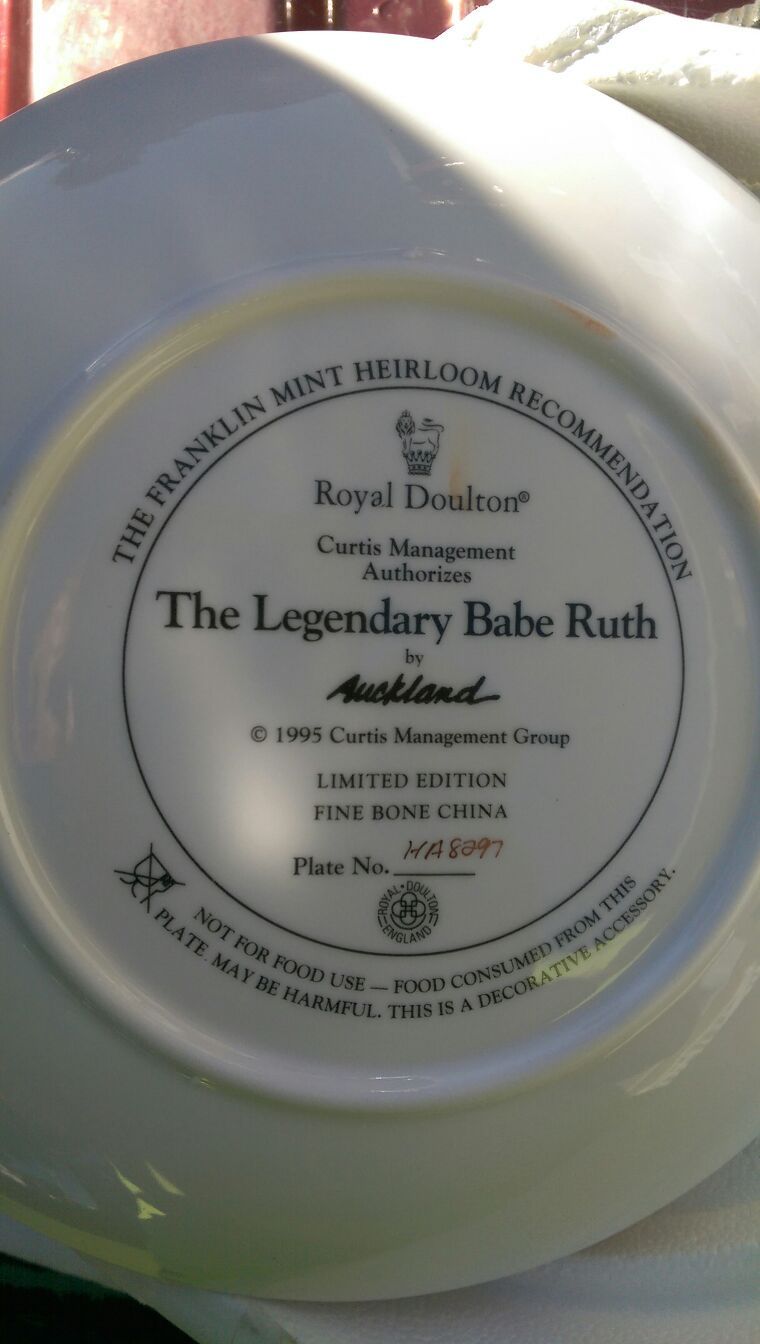 THE FRANKLIN MINT HEIRLOOM RECOMMENDATION
Royal Doulton®
Curtis Management
Authorizes
The Legendary Babe Ruth
by
Auckland
© 1995 Curtis Management Group
LIMITED EDITION
FINE BONE CHINA
Plate No. HA8297
ROYAL • DOULTON
ENGLAND
NOT FOR FOOD USE — FOOD CONSUMED FROM THIS
PLATE MAY BE HARMFUL. THIS IS A DECORATIVE ACCESSORY.